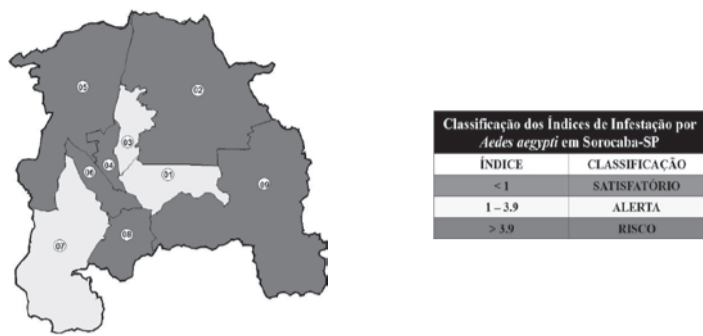 05
02
03
04
01
06
09
08
07
Classificação dos Índices de Infestação por
Aedes aegypti em Sorocaba-SP
ÍNDICE CLASSIFICAÇÃO
< 1 SATISFATÓRIO
1 – 3.9 ALERTA
> 3.9 RISCO